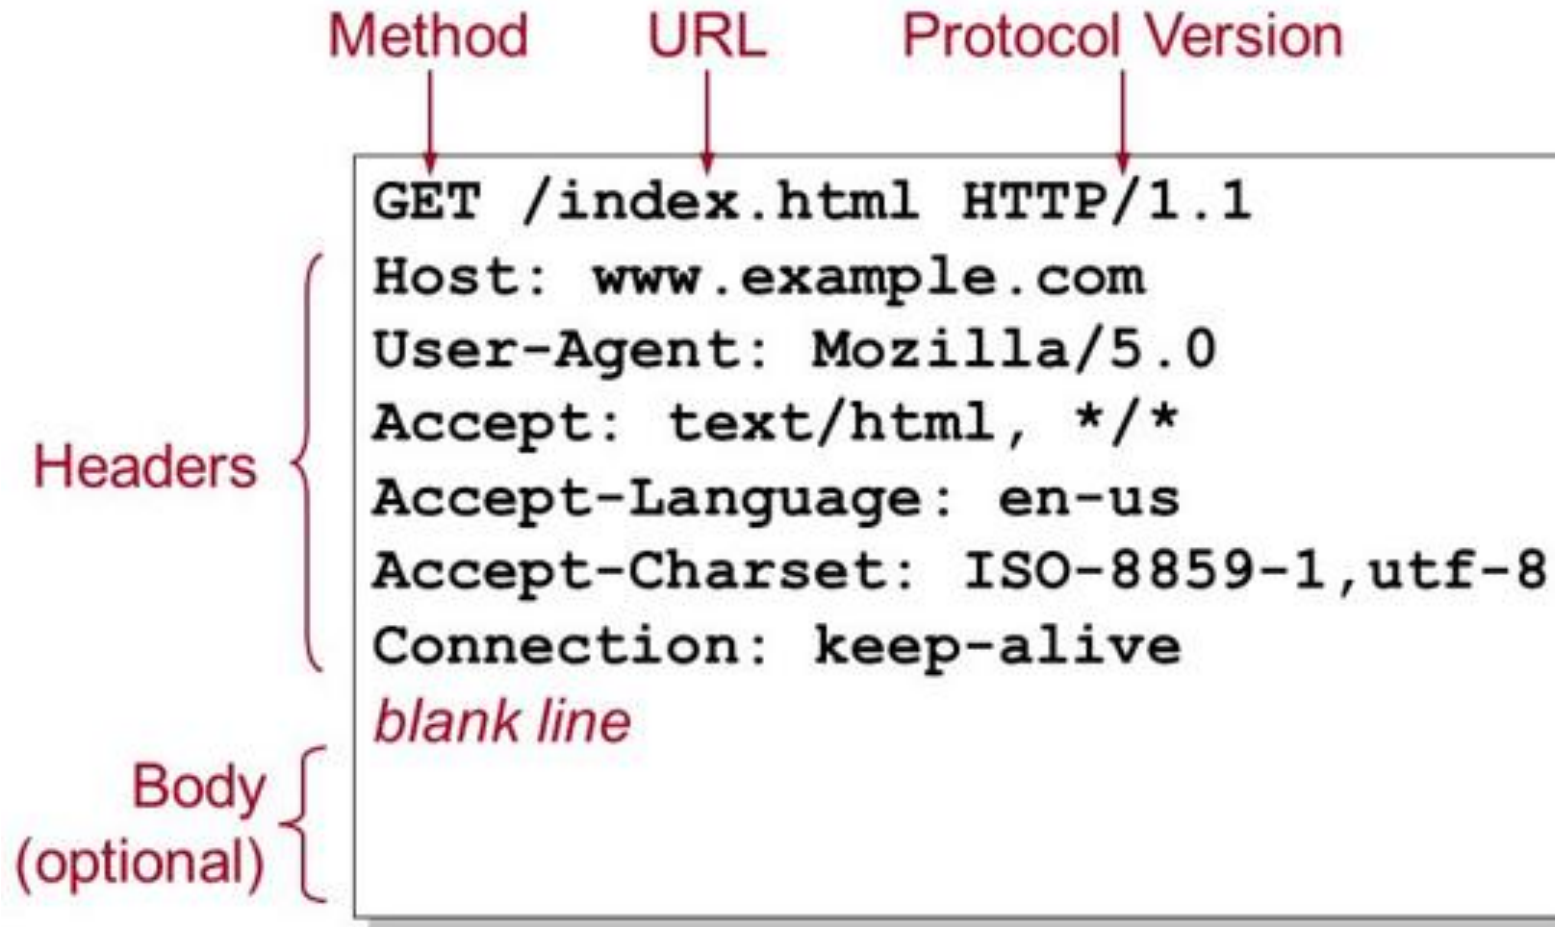 Method URL Protocol Version
GET /index.html HTTP/1.1
Host: www.example.com
User-Agent: Mozilla/5.0
Accept: text/html, */*
Headers
Accept-Language: en-us
Accept-Charset: ISO-8859-1,utf-8
Connection: keep-alive
blank line
Body
(optional)